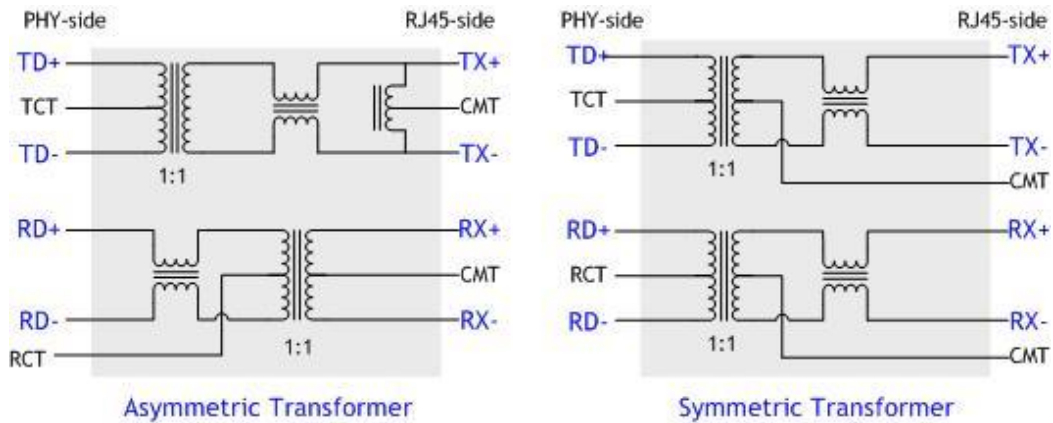 PHY-side RJ45-side
TD+ TX+
TCT CMT
TD- TX-
1:1
RD+ RX+
CMT
RD- RX-
RCT 1:1
Asymmetric Transformer
PHY-side RJ45-side
TD+ TX+
TCT
TD- TX-
1:1 CMT
RD+ RX+
RCT
RD- RX-
1:1 CMT
Symmetric Transformer